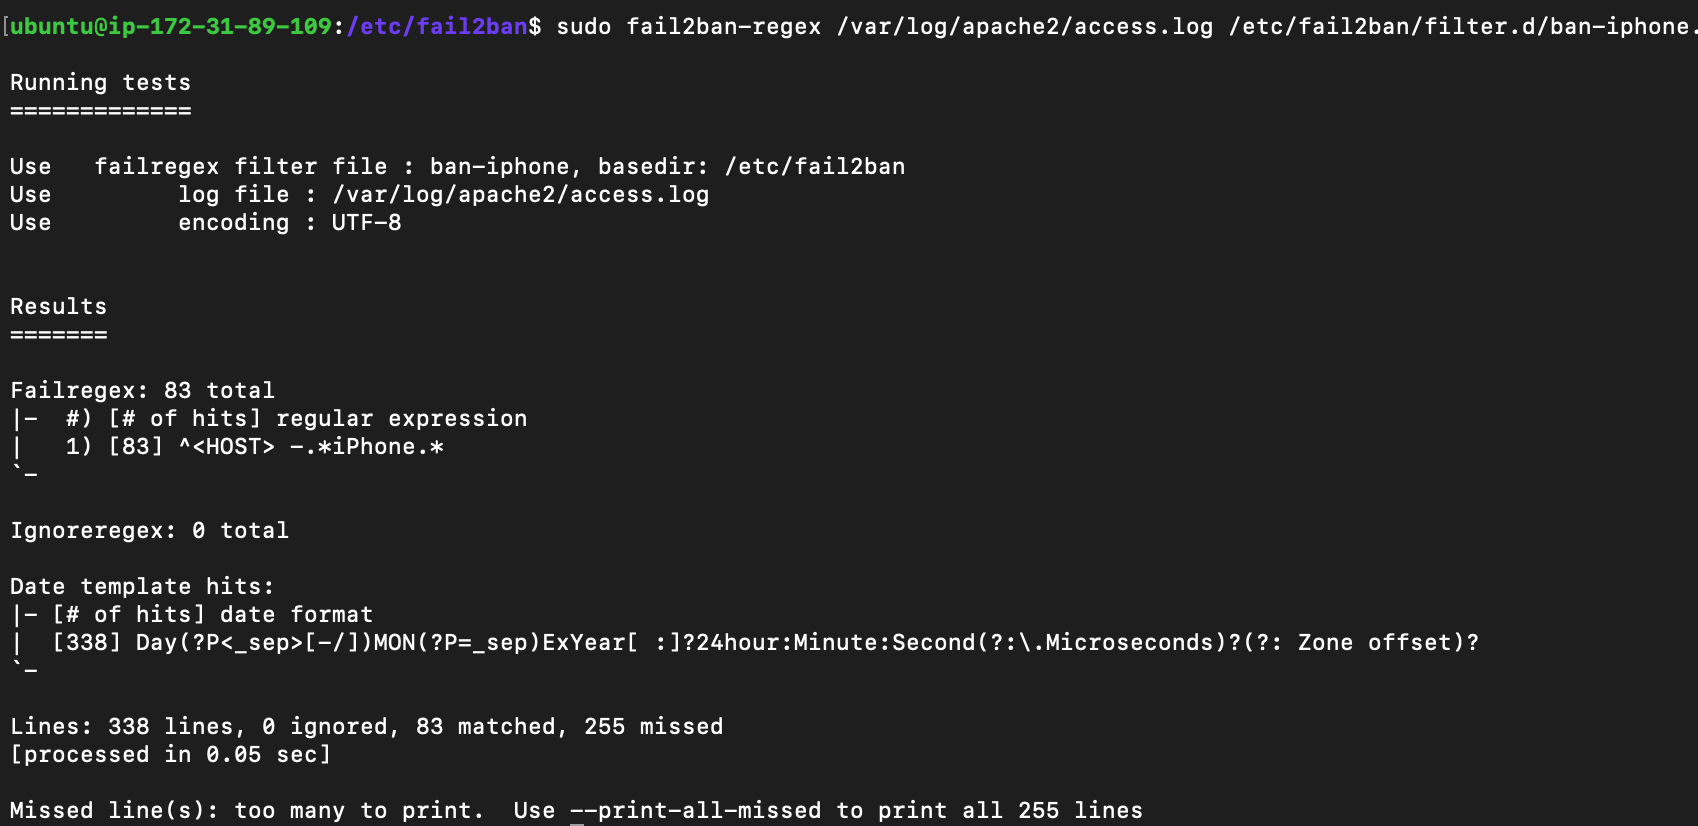 [ubuntu@ip-172-31-89-109:/etc/fail2ban$ sudo fail2ban-regex /var/log/apache2/access.log /etc/fail2ban/filter.d/ban-iphone.
Running tests
=============
Use   failregex filter file : ban-iphone, basedir: /etc/fail2ban
Use         log file : /var/log/apache2/access.log
Use         encoding : UTF-8
Results
=======
Failregex: 83 total
|-  #) [# of hits] regular expression
|   1) [83] ^<HOST> -.*iPhone.*
`-
Ignoreregex: 0 total
Date template hits:
|- [# of hits] date format
|  [338] Day(?P<_sep>[-/])MON(?P=_sep)ExYear[ :]?24hour:Minute:Second(?:\.Microseconds)?(?: Zone offset)?
`-
Lines: 338 lines, 0 ignored, 83 matched, 255 missed
[processed in 0.05 sec]
Missed line(s): too many to print.  Use --print-all-missed to print all 255 lines